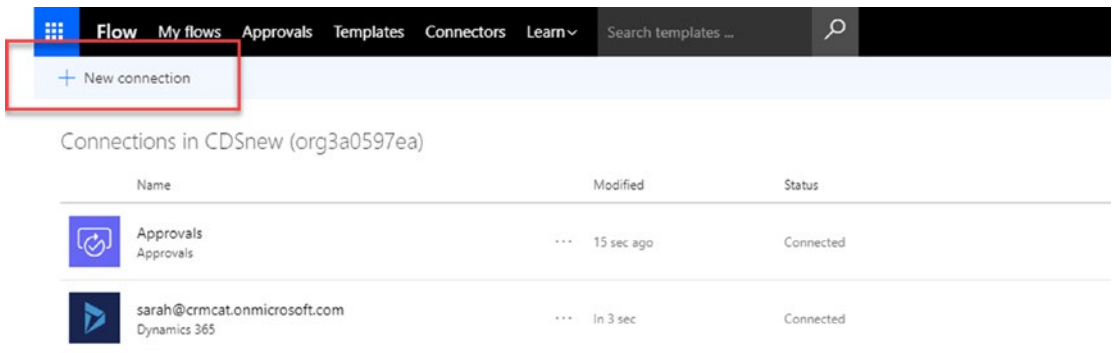 Flow My flows Approvals Templates Connectors Learn Search templates ...
New connection
Connections in CDSnew (org3a0597ea)
Name Modified Status
Approvals
Approvals
... 15 sec ago Connected
sarah@crmcat.onmicrosoft.com
Dynamics 365
... In 3 sec Connected